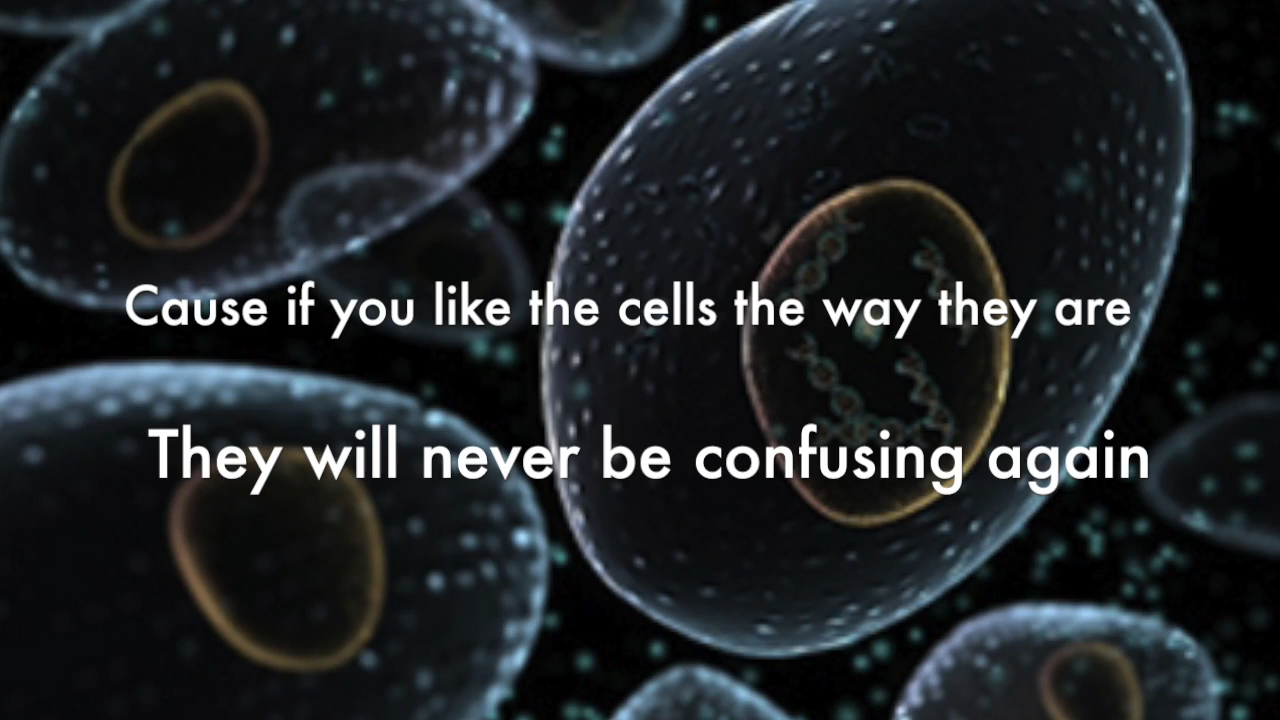 Cause if you like the cells the way they are
They will never be confusing again